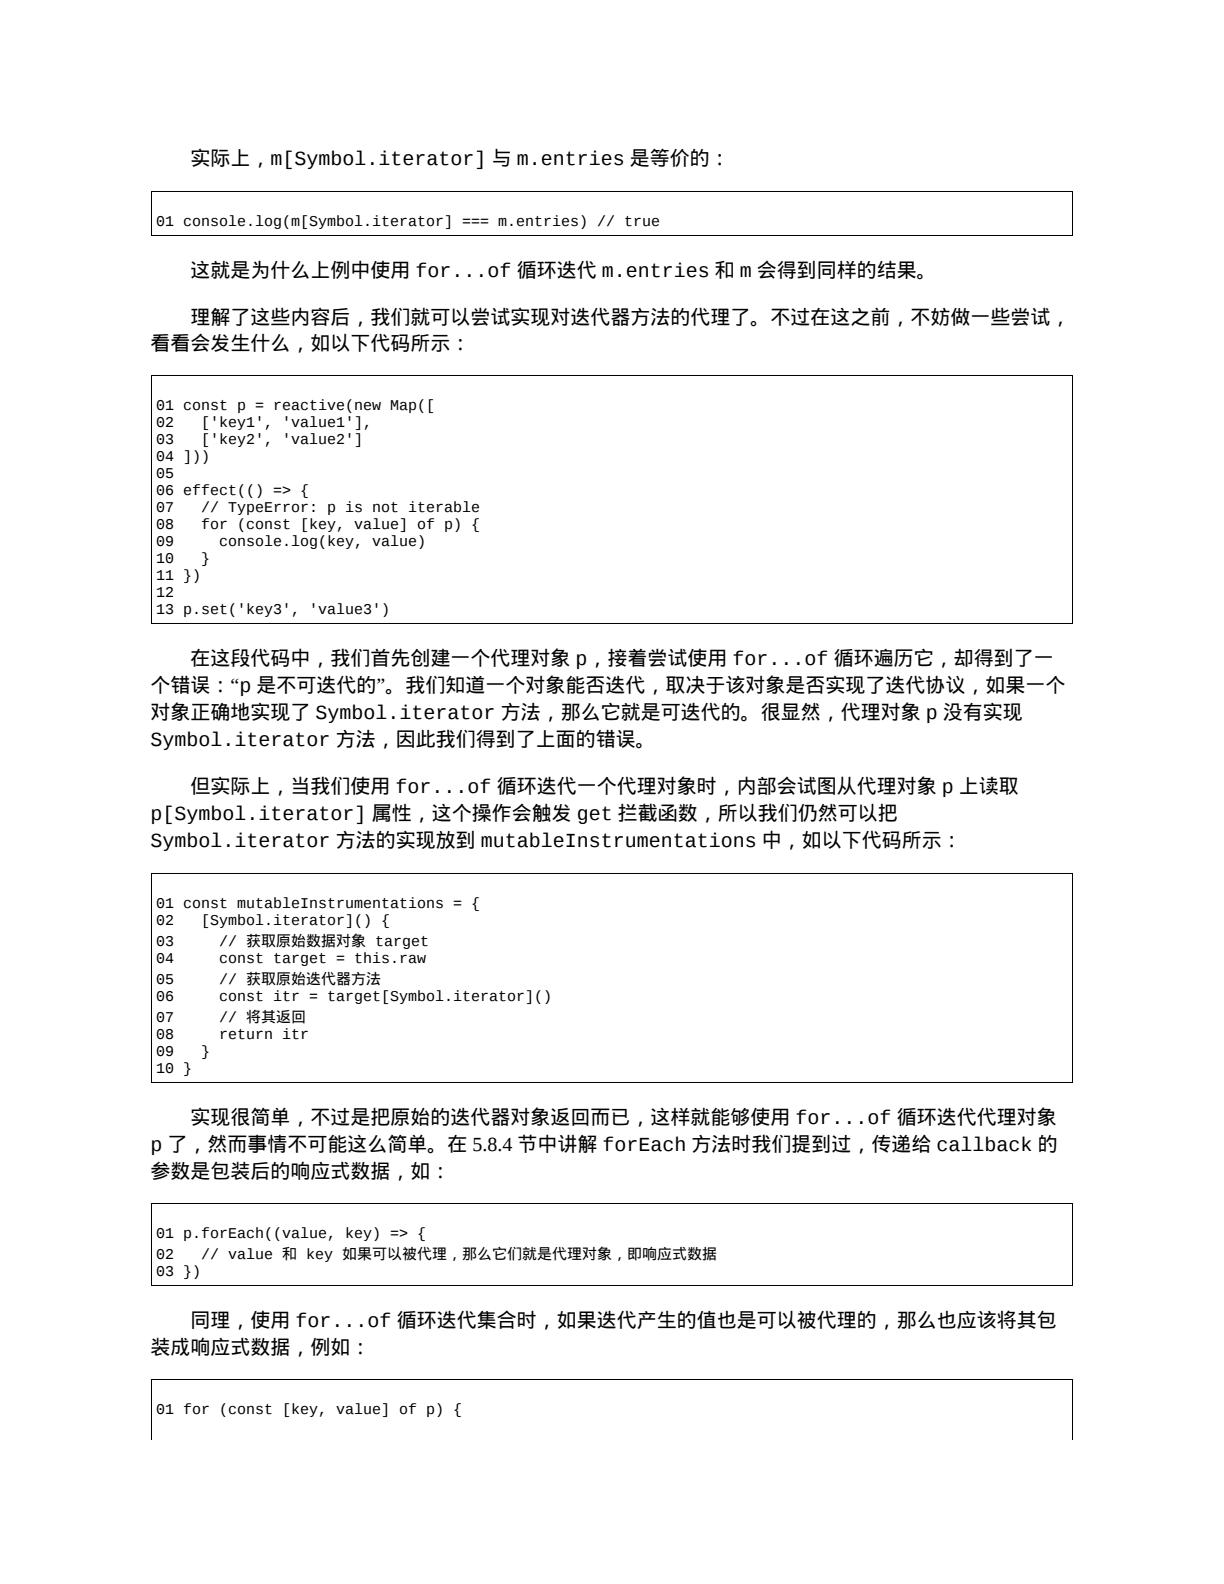 实际上，m[Symbol.iterator] 与 m.entries 是等价的：
01 console.log(m[Symbol.iterator] === m.entries) // true
这就是为什么上例中使用 for...of 循环迭代 m.entries 和 m 会得到同样的结果。
理解了这些内容后，我们就可以尝试实现对迭代器方法的代理了。不过在这之前，不妨做一些尝试，
看看会发生什么，如以下代码所示：
01 const p = reactive(new Map([
02   ['key1', 'value1'],
03   ['key2', 'value2']
04 ]))
05
06 effect(() => {
07   // TypeError: p is not iterable
08   for (const [key, value] of p) {
09     console.log(key, value)
10   }
11 })
12
13 p.set('key3', 'value3')
在这段代码中，我们首先创建一个代理对象 p，接着尝试使用 for...of 循环遍历它，却得到了一
个错误：“p 是不可迭代的”。我们知道一个对象能否迭代，取决于该对象是否实现了迭代协议，如果一个
对象正确地实现了 Symbol.iterator 方法，那么它就是可迭代的。很显然，代理对象 p 没有实现
Symbol.iterator 方法，因此我们得到了上面的错误。
但实际上，当我们使用 for...of 循环迭代一个代理对象时，内部会试图从代理对象 p 上读取
p[Symbol.iterator] 属性，这个操作会触发 get 拦截函数，所以我们仍然可以把
Symbol.iterator 方法的实现放到 mutableInstrumentations 中，如以下代码所示：
01 const mutableInstrumentations = {
02   [Symbol.iterator]() {
03     // 获取原始数据对象 target
04     const target = this.raw
05     // 获取原始迭代器方法
06     const itr = target[Symbol.iterator]()
07     // 将其返回
08     return itr
09   }
10 }
实现很简单，不过是把原始的迭代器对象返回而已，这样就能够使用 for...of 循环迭代代理对象
p 了，然而事情不可能这么简单。在 5.8.4 节中讲解 forEach 方法时我们提到过，传递给 callback 的
参数是包装后的响应式数据，如：
01 p.forEach((value, key) => {
02   // value 和 key 如果可以被代理，那么它们就是代理对象，即响应式数据
03 })
同理，使用 for...of 循环迭代集合时，如果迭代产生的值也是可以被代理的，那么也应该将其包
装成响应式数据，例如：
01 for (const [key, value] of p) {